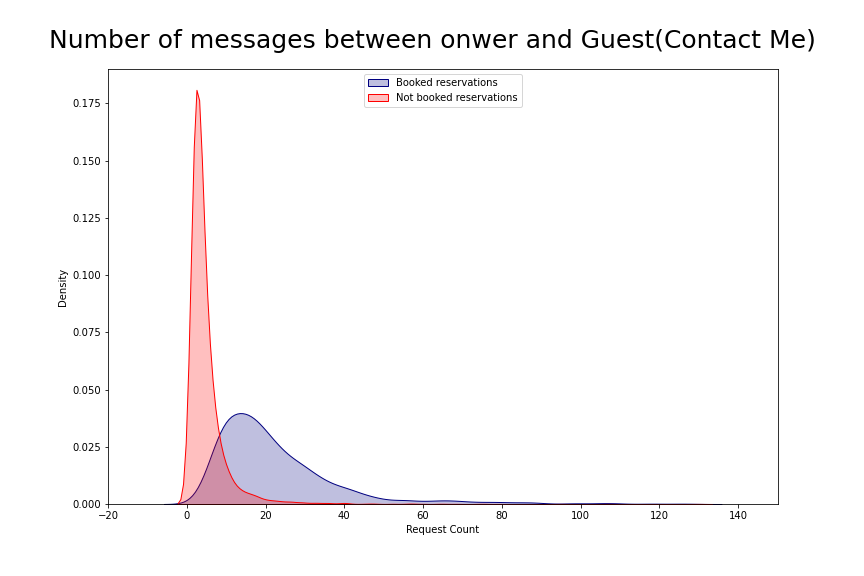 Number of messages between onwer and Guest(Contact Me)
Booked reservations
Not booked reservations
0.175
0.150
0.125
0.100
0.075
0.050
0.025
0.000
Density
−20 0 20 40 60 80 100 120 140
Request Count